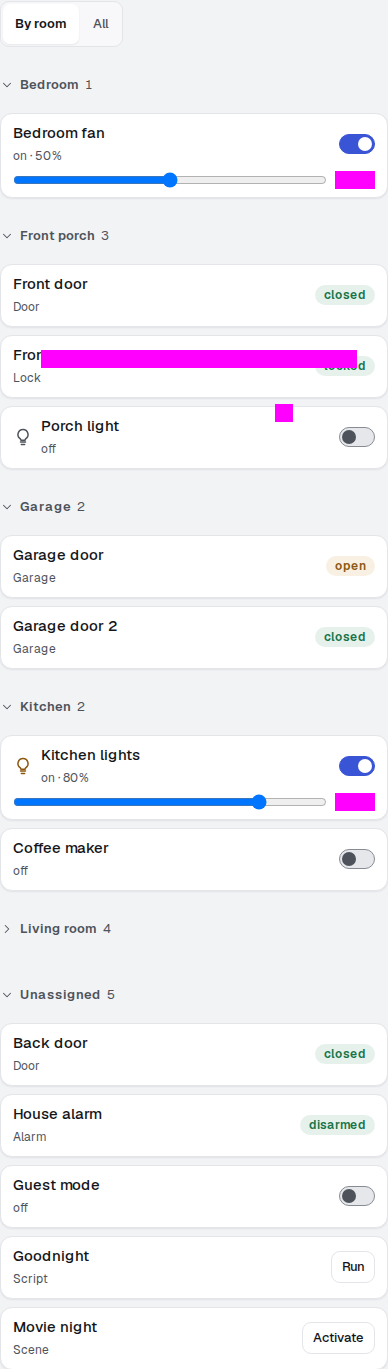 By room All
Bedroom 1
Bedroom fan
on · 50%
Front porch 3
Front door
Door
closed
Lock
Porch light
off
Garage 2
Garage door
Garage
open
Garage door 2
Garage
closed
Kitchen 2
Kitchen lights
on · 80%
Coffee maker
off
Living room 4
Unassigned 5
Back door
Door
closed
House alarm
Alarm
disarmed
Guest mode
off
Goodnight
Script
Run
Movie night
Scene
Activate